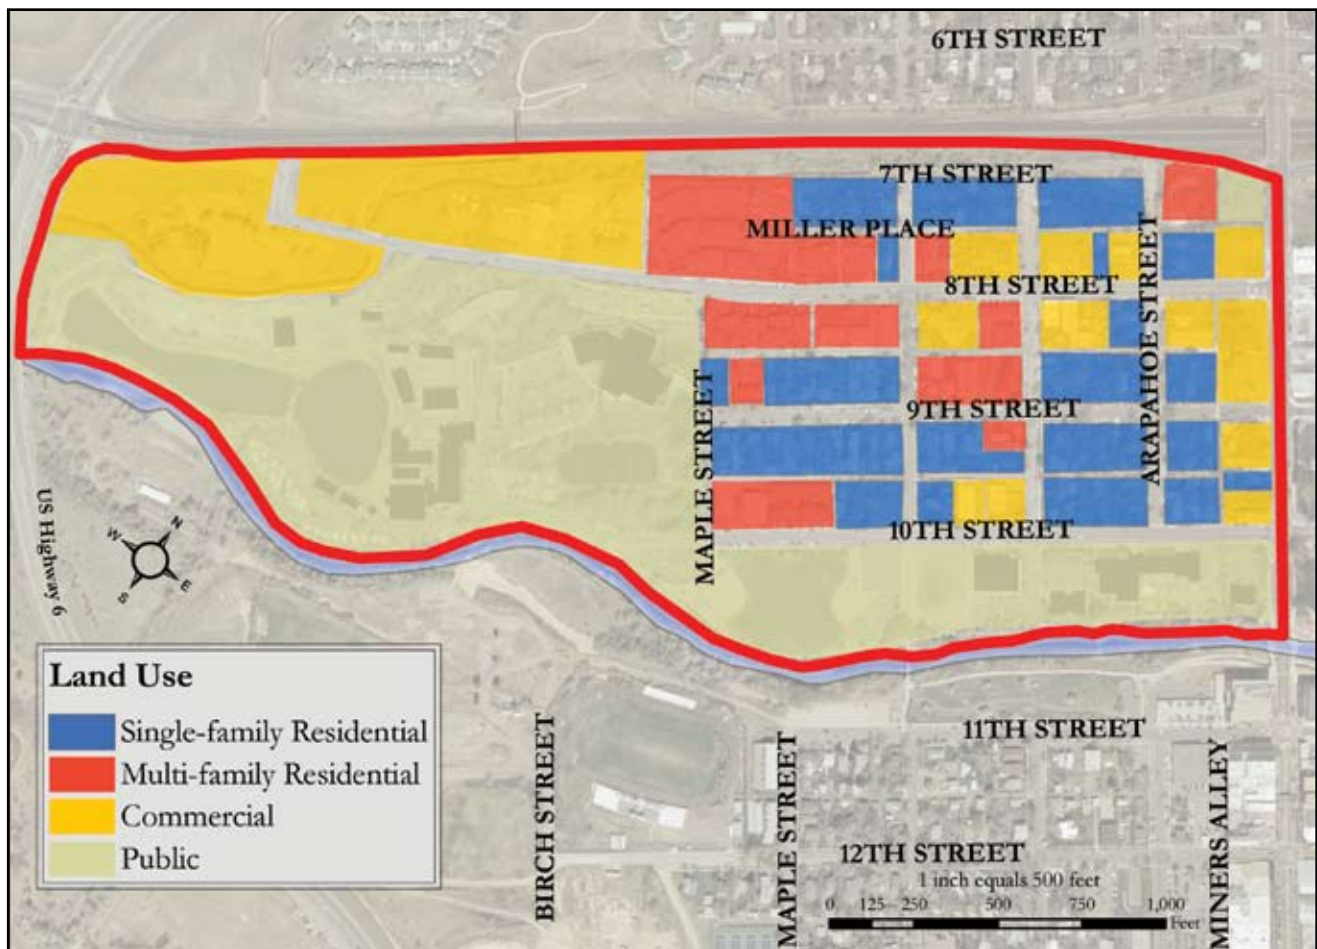 6TH STREET
7TH STREET
MILLER PLACE
8TH STREET
ARAPAHOE STREET
MAPLE STREET
9TH STREET
10TH STREET
US Highway 6
N
W
E
S
Land Use
Single-family Residential
Multi-family Residential
Commercial
Public
BIRCH STREET
11TH STREET
MAPLE STREET
MINERS ALLEY
12TH STREET
1 inch equals 500 feet
0 125 250 500 750 1,000
Feet